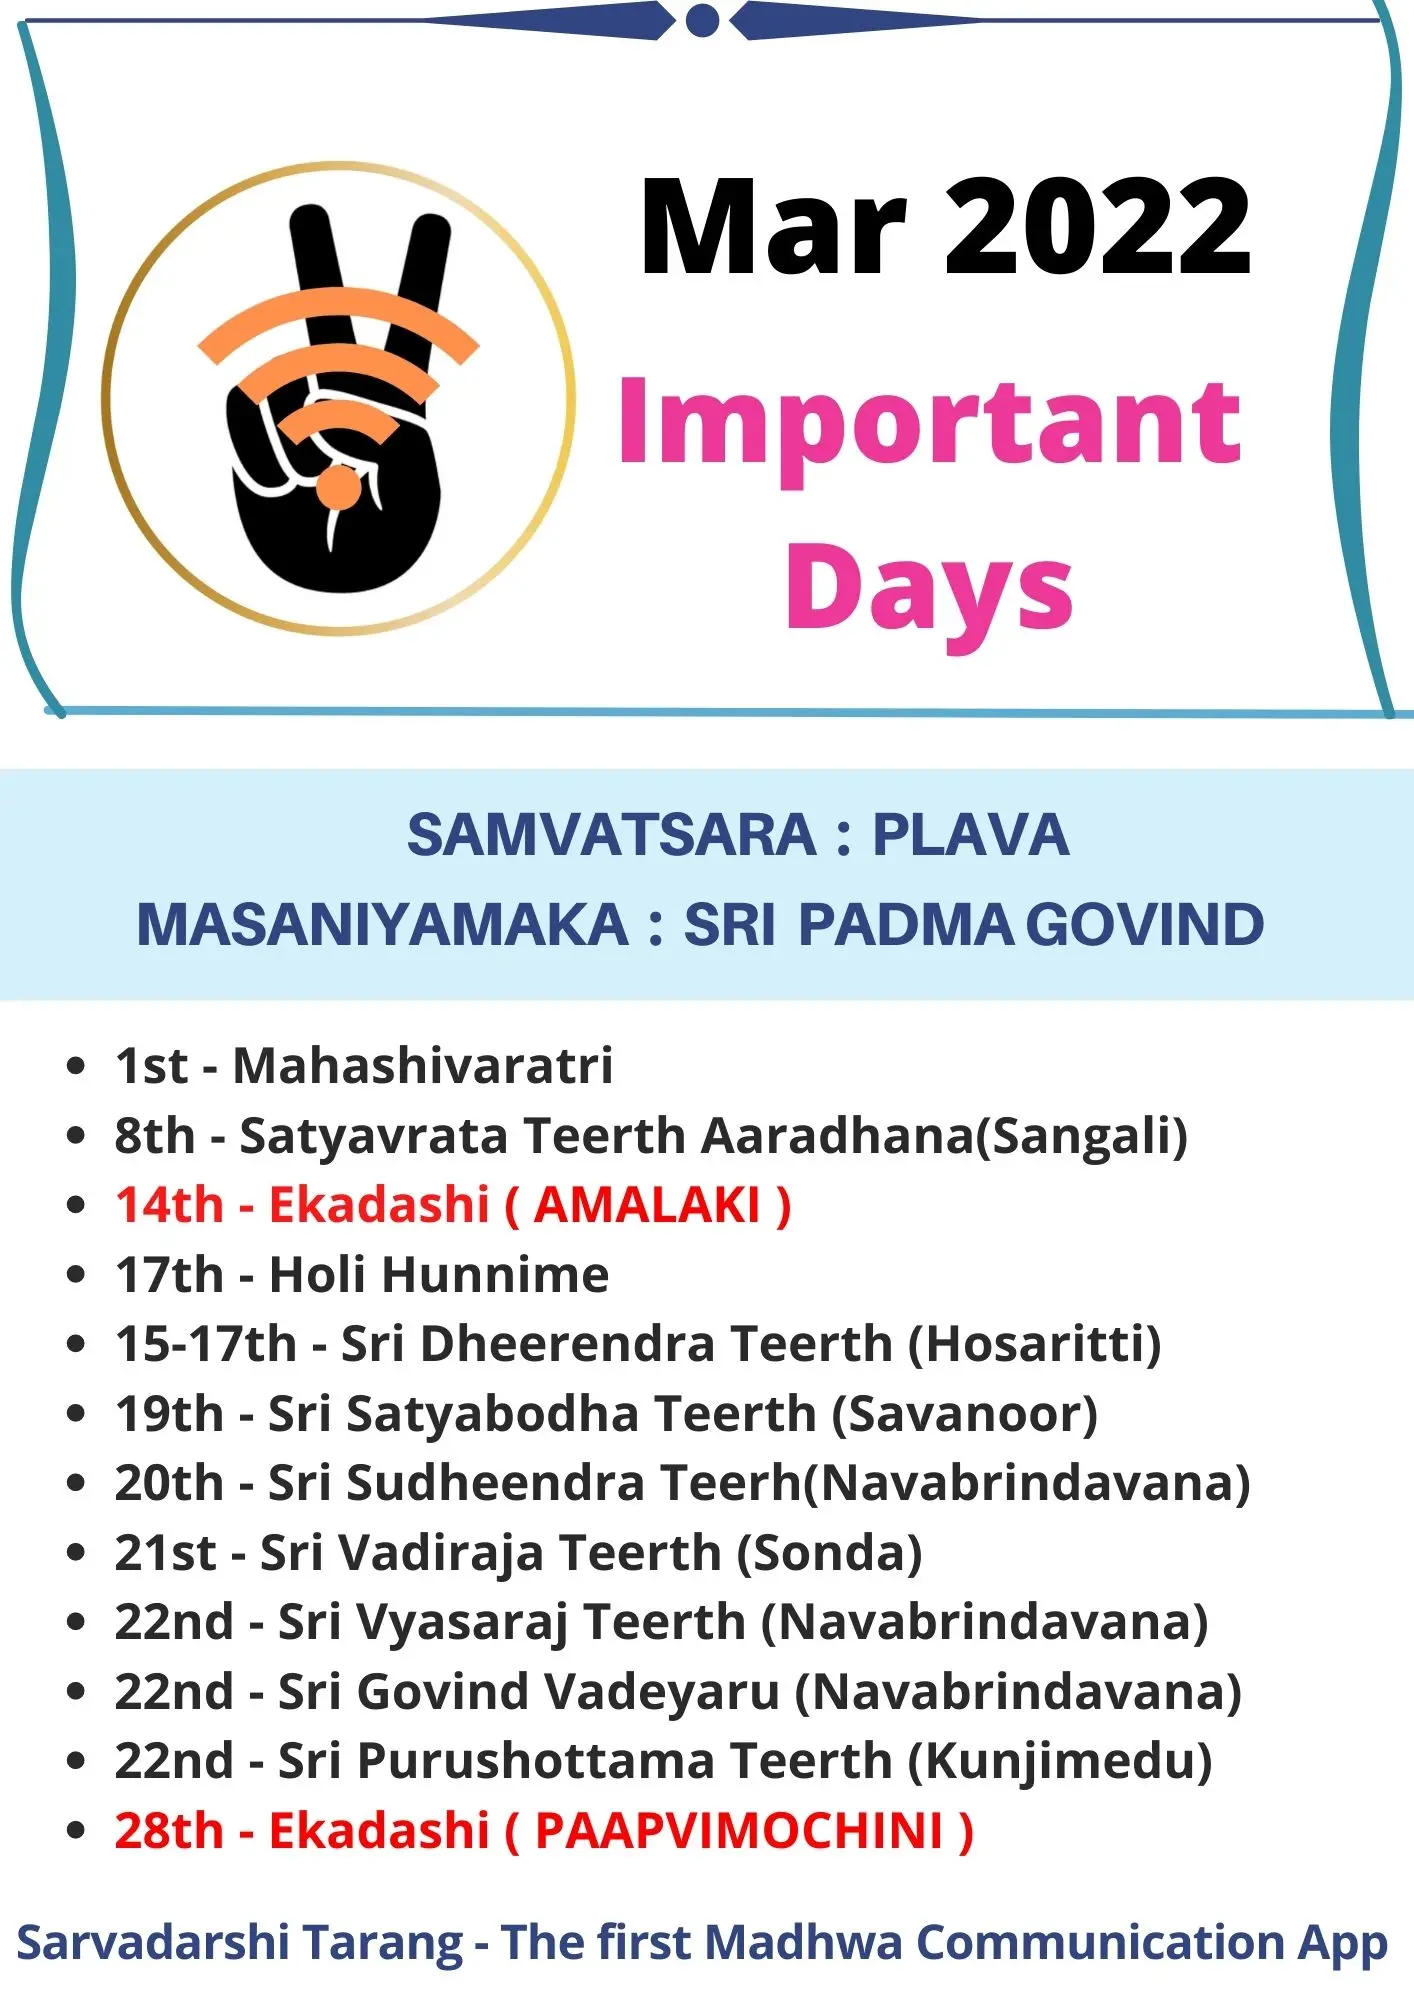 Mar 2022
Important
Days
SAMVATSARA : PLAVA
MASANIYAMAKA : SRI PADMA GOVIND
• 1st - Mahashivaratri
• 8th - Satyavrata Teerth Aaradhana(Sangali)
• 14th - Ekadashi ( AMALAKI )
• 17th - Holi Hunnime
• 15-17th - Sri Dheerendra Teerth (Hosaritti)
• 19th - Sri Satyabodha Teerth (Savanoor)
• 20th - Sri Sudheendra Teerh(Navabrindavana)
• 21st - Sri Vadiraja Teerth (Sonda)
• 22nd - Sri Vyasaraj Teerth (Navabrindavana)
• 22nd - Sri Govind Vadeyaru (Navabrindavana)
• 22nd - Sri Purushottama Teerth (Kunjimedu)
• 28th - Ekadashi ( PAAPVIMOCHINI )
Sarvadarshi Tarang - The first Madhwa Communication App